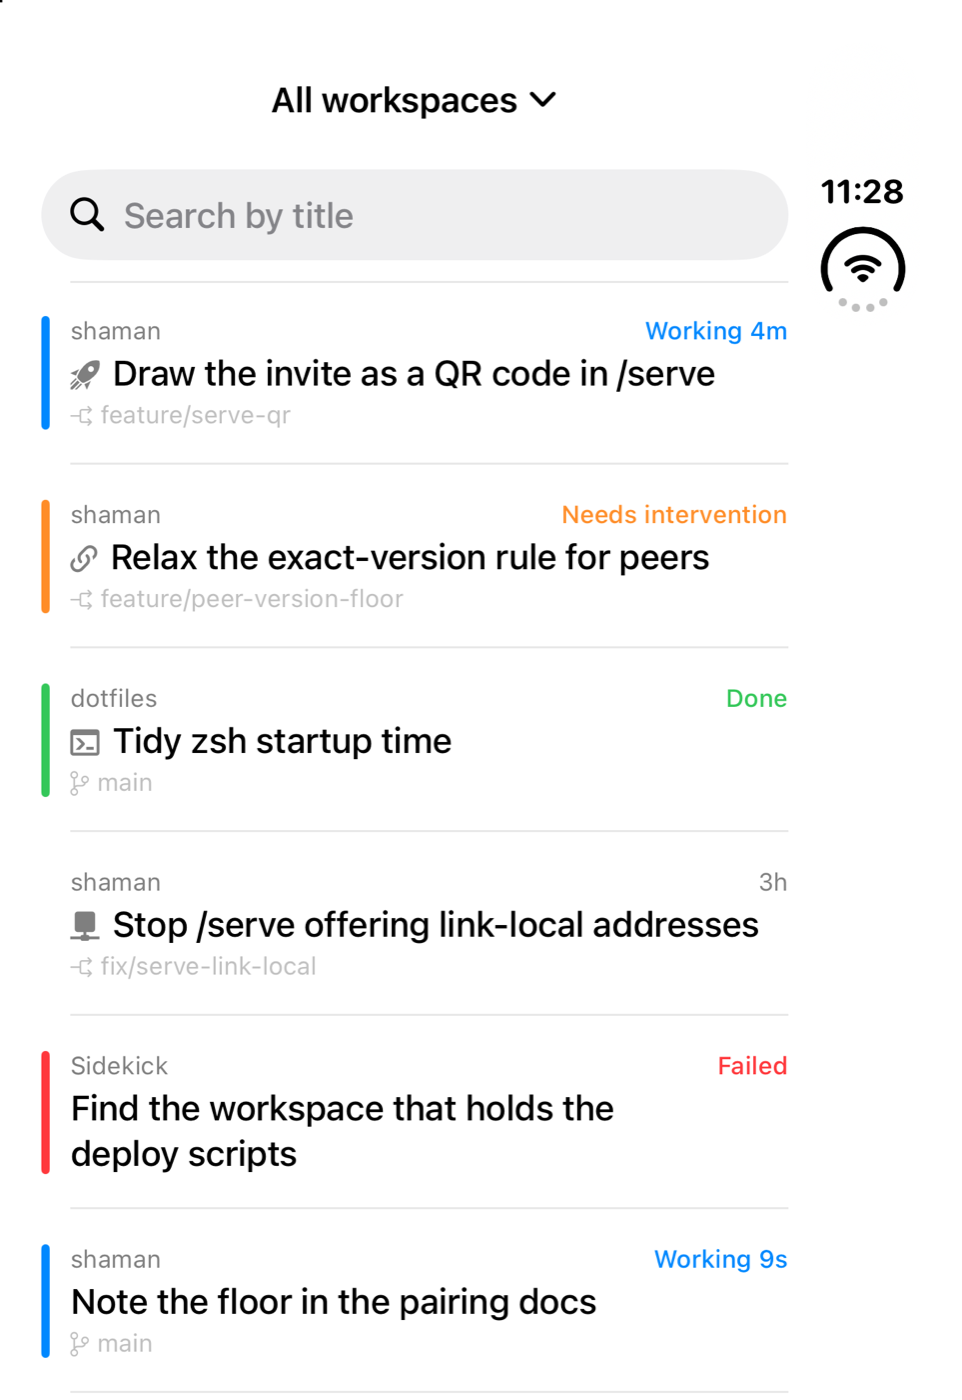 All workspaces
Search by title
11:28
shaman
Working 4m
Draw the invite as a QR code in /serve
feature/serve-qr
shaman
Needs intervention
Relax the exact-version rule for peers
feature/peer-version-floor
dotfiles
Done
Tidy zsh startup time
main
shaman
3h
Stop /serve offering link-local addresses
fix/serve-link-local
Sidekick
Failed
Find the workspace that holds the
deploy scripts
shaman
Working 9s
Note the floor in the pairing docs
main